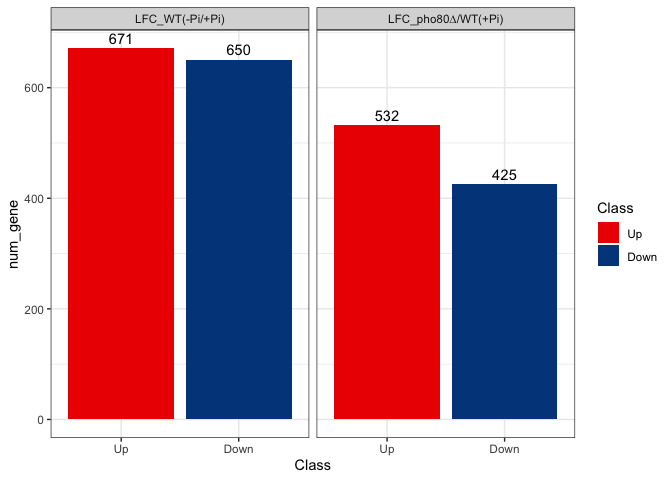 LFC_WT(-Pi/+Pi)
LFC_pho80Δ/WT(+Pi)
671
650
532
425
num_gene
600
400
200
0
Up
Down
Up
Down
Class
Class
Up
Down